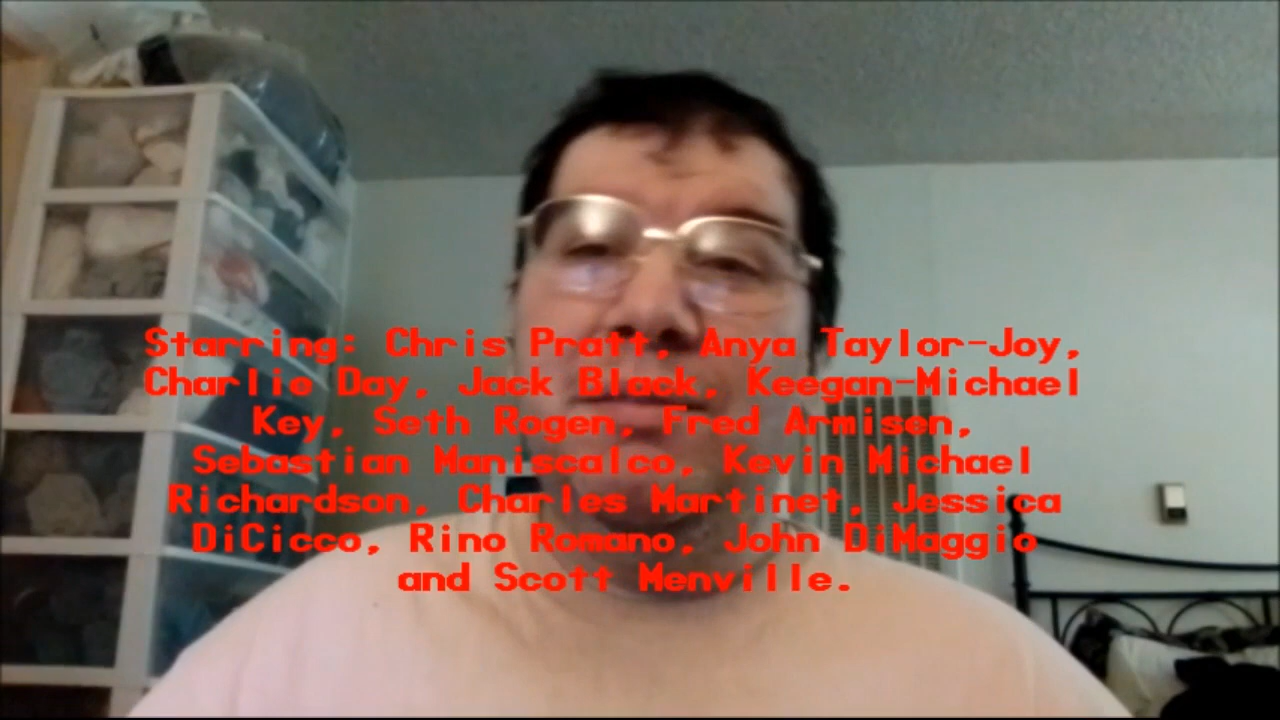 Starring: Chris Pratt, Anya Taylor-Joy,
Charlie Day, Jack Black, Keegan-Michael
Key, Seth Rogen, Fred Armisen,
Sebastian Maniscalco, Kevin Michael
Richardson, Charles Martinet, Jessica
DiCicco, Rino Romano, John DiMaggio
and Scott Menville.